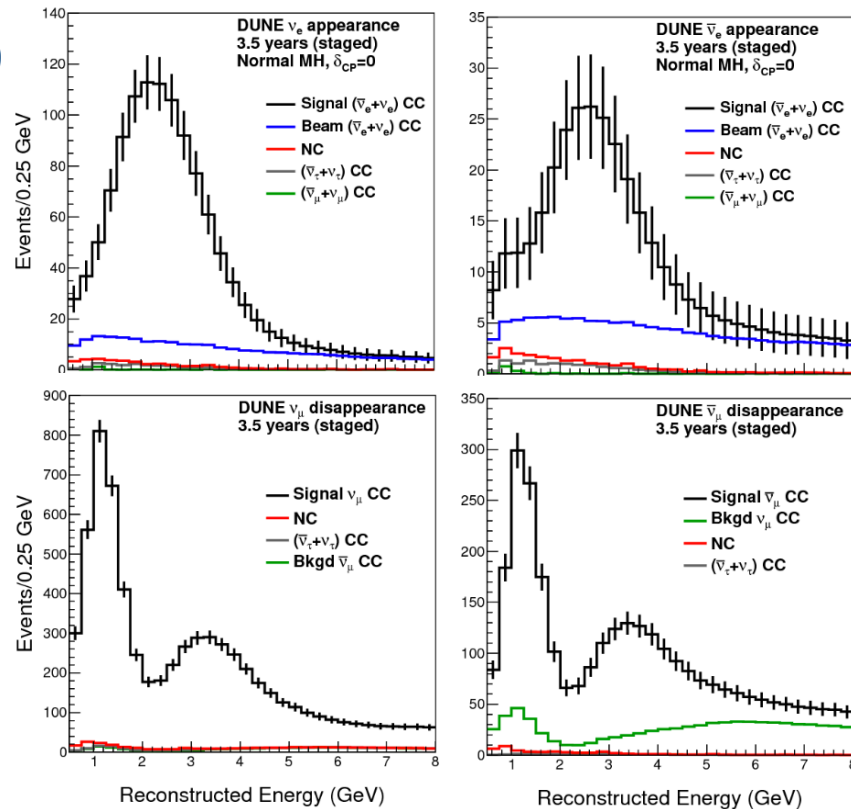 DUNE νₑ appearance
3.5 years (staged)
Normal MH, δCP=0
Signal (ν̄ₑ+νₑ) CC
Beam (ν̄ₑ+νₑ) CC
NC
(ν̄τ+ντ) CC
(ν̄μ+νμ) CC
Events/0.25 GeV
140
120
100
80
60
40
20
0
DUNE ν̄ₑ appearance
3.5 years (staged)
Normal MH, δCP=0
Signal (ν̄ₑ+νₑ) CC
Beam (ν̄ₑ+νₑ) CC
NC
(ν̄τ+ντ) CC
(ν̄μ+νμ) CC
35
30
25
20
15
10
5
0
DUNE νμ disappearance
3.5 years (staged)
Signal νμ CC
NC
(ν̄τ+ντ) CC
Bkgd ν̄μ CC
Events/0.25 GeV
900
800
700
600
500
400
300
200
100
0
1 2 3 4 5 6 7 8
Reconstructed Energy (GeV)
DUNE ν̄μ disappearance
3.5 years (staged)
Signal ν̄μ CC
Bkgd νμ CC
NC
(ν̄τ+ντ) CC
350
300
250
200
150
100
50
0
1 2 3 4 5 6 7 8
Reconstructed Energy (GeV)